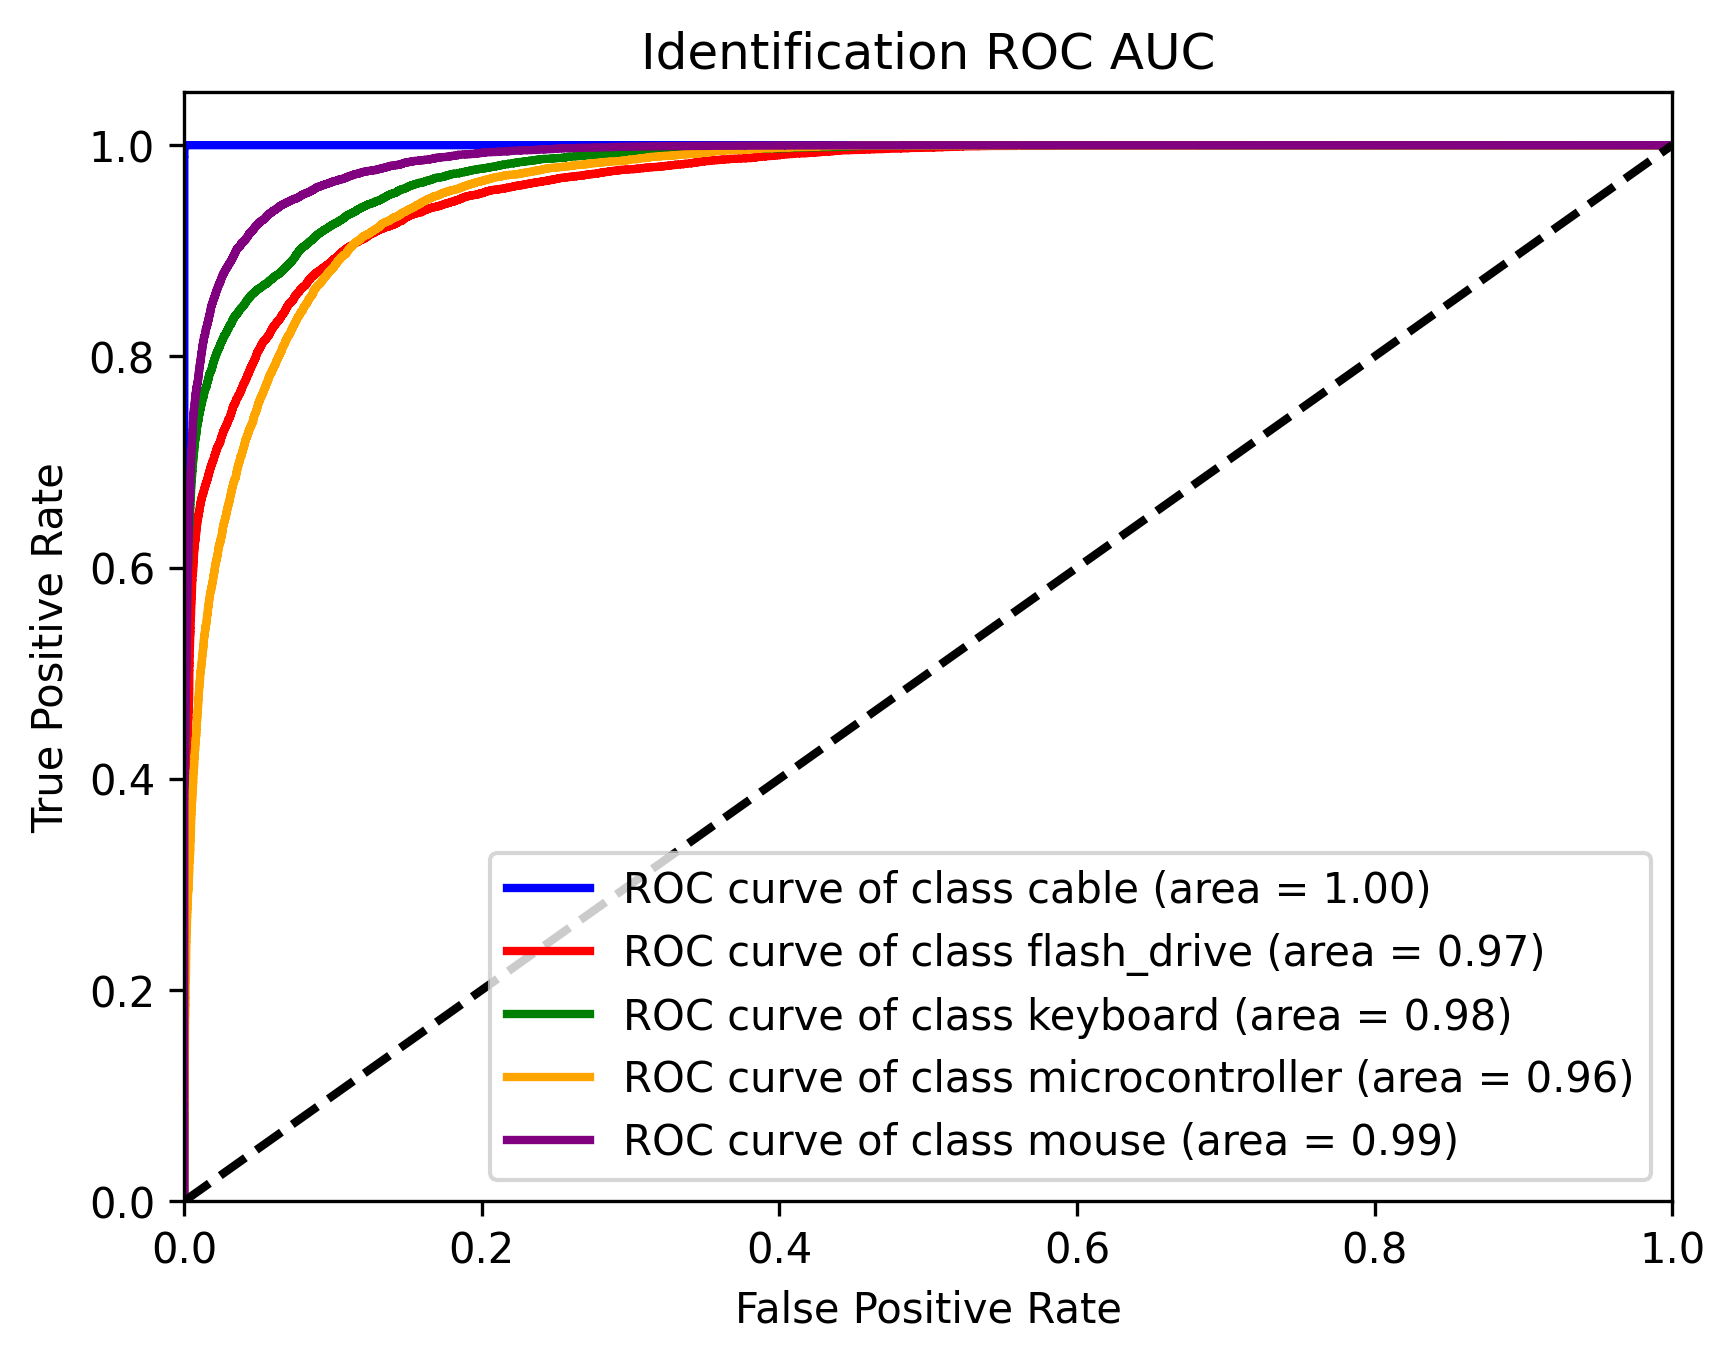 Identification ROC AUC
True Positive Rate
1.0
0.8
0.6
0.4
0.2
0.0
ROC curve of class cable (area = 1.00)
ROC curve of class flash_drive (area = 0.97)
ROC curve of class keyboard (area = 0.98)
ROC curve of class microcontroller (area = 0.96)
ROC curve of class mouse (area = 0.99)
0.0 0.2 0.4 0.6 0.8 1.0
False Positive Rate